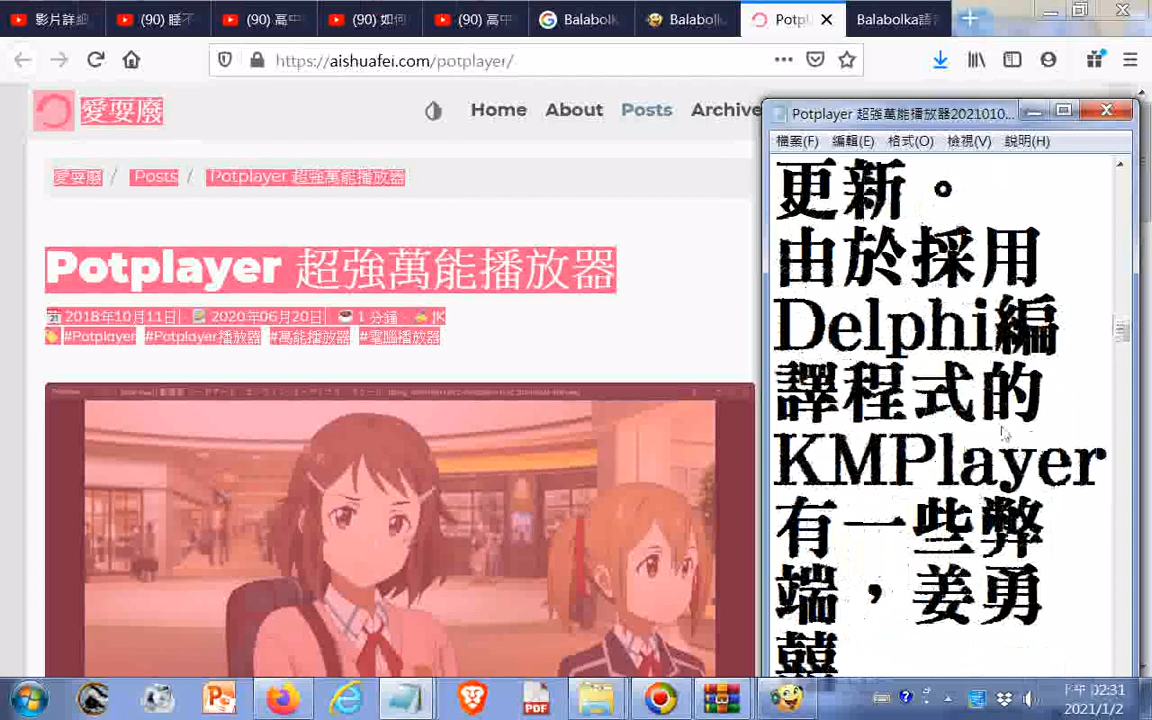 影片詳細
(90) 睡不
(90) 高中
(90) 如何
(90) 高中
Balabolk
Balabolk
Potpl
Balabolka語
https://aishuafei.com/potplayer/
愛耍廢
Home
About
Posts
Archive
愛耍廢 / Posts / Potplayer 超強萬能播放器
Potplayer 超強萬能播放器
2018年10月11日| 2020年06月20日| 1 分鐘 - JK
#Potplayer #Potplayer播放器 #萬能播放器 #電腦播放器
Potplayer 超強萬能播放器2021010...
檔案(F) 編輯(E) 格式(O) 檢視(V) 說明(H)
更新。
由於採用
Delphi編
譯程式的
KMPlayer
有一些弊
端，姜勇
囍
PDF
下午 02:31
2021/1/2